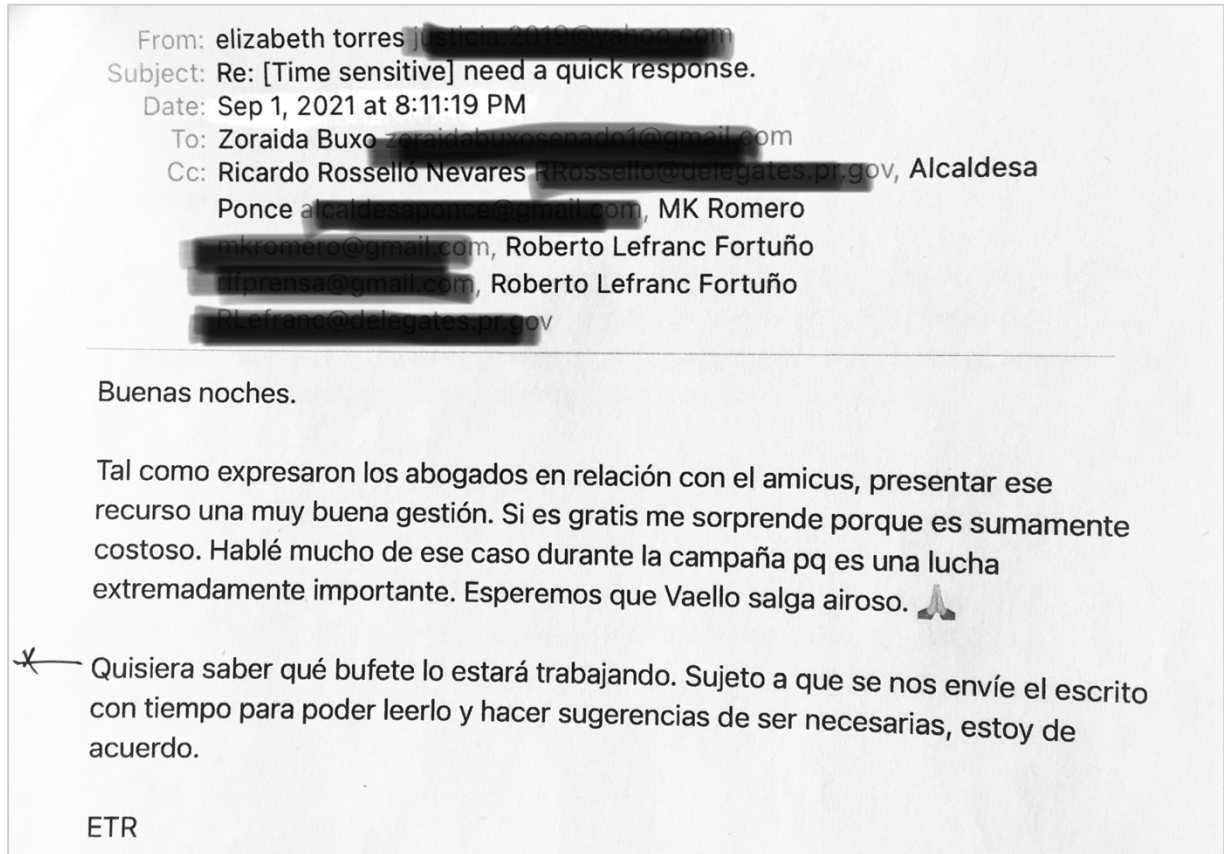 From: elizabeth torres
Subject: Re: [Time sensitive] need a quick response.
Date: Sep 1, 2021 at 8:11:19 PM
To: Zoraida Buxo
Cc: Ricardo Rosselló Nevares , Alcaldesa
Ponce , MK Romero
, Roberto Lefranc Fortuño
, Roberto Lefranc Fortuño
Buenas noches.
Tal como expresaron los abogados en relación con el amicus, presentar ese
recurso una muy buena gestión. Si es gratis me sorprende porque es sumamente
costoso. Hablé mucho de ese caso durante la campaña pq es una lucha
extremadamente importante. Esperemos que Vaello salga airoso. 🙏
Quisiera saber qué bufete lo estará trabajando. Sujeto a que se nos envíe el escrito
con tiempo para poder leerlo y hacer sugerencias de ser necesarias, estoy de
acuerdo.
ETR